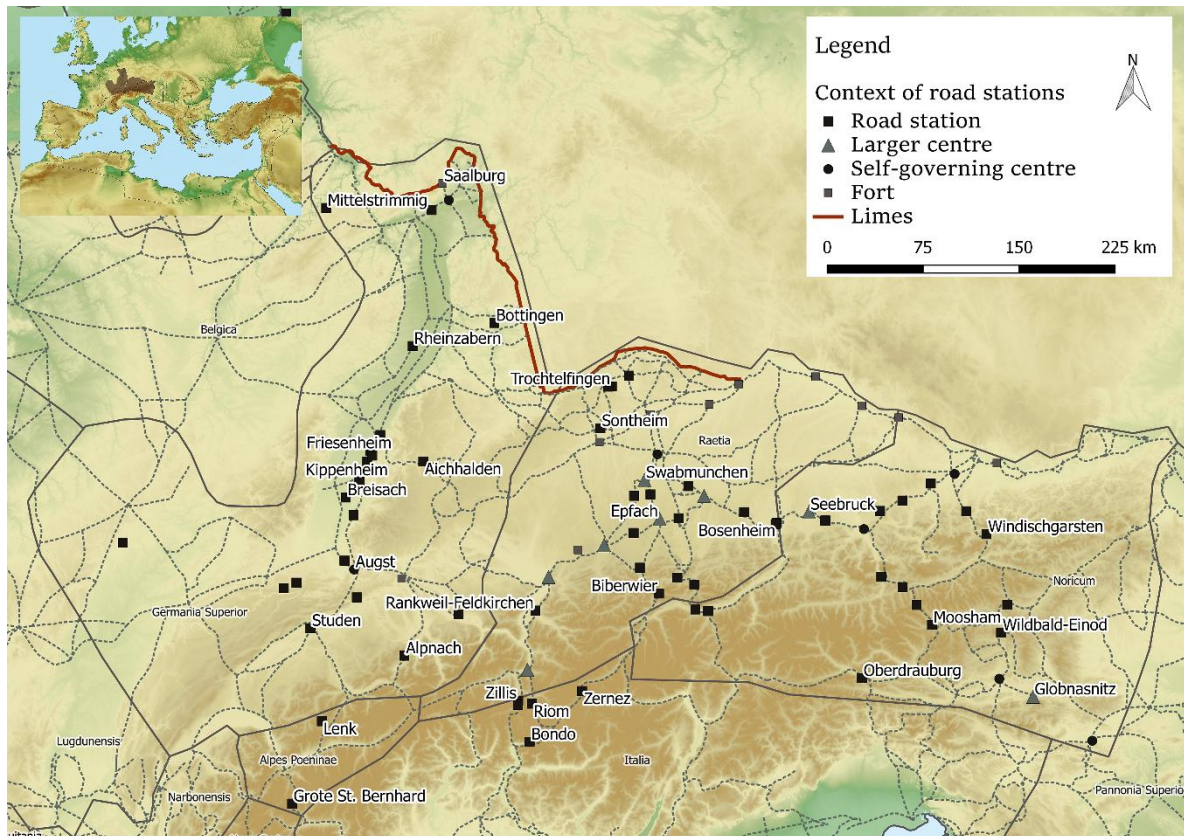 Legend
Context of road stations
Road station
Larger centre
Self-governing centre
Fort
Limes
0 75 150 225 km
N
Saalburg
Mittelstrimmig
Bottingen
Belgica
Rheinzabern
Trochtelfingen
Sontheim
Friesenheim
Raetia
Kippenheim
Aichhalden
Swabmunchen
Breisach
Epfach
Seebruck
Bosenheim
Windischgarsten
Augst
Biberwier
Noricum
Rankweil-Feldkirchen
Germania Superior
Studen
Moosham
Wildbald-Einod
Alpnach
Oberdrauburg
Zillis
Zernez
Globnasnitz
Riom
Lenk
Bondo
Lugdunensis
Alpes Poeninae
Italia
Narbonensis
Pannonia Superio
Grote St. Bernhard
uitania